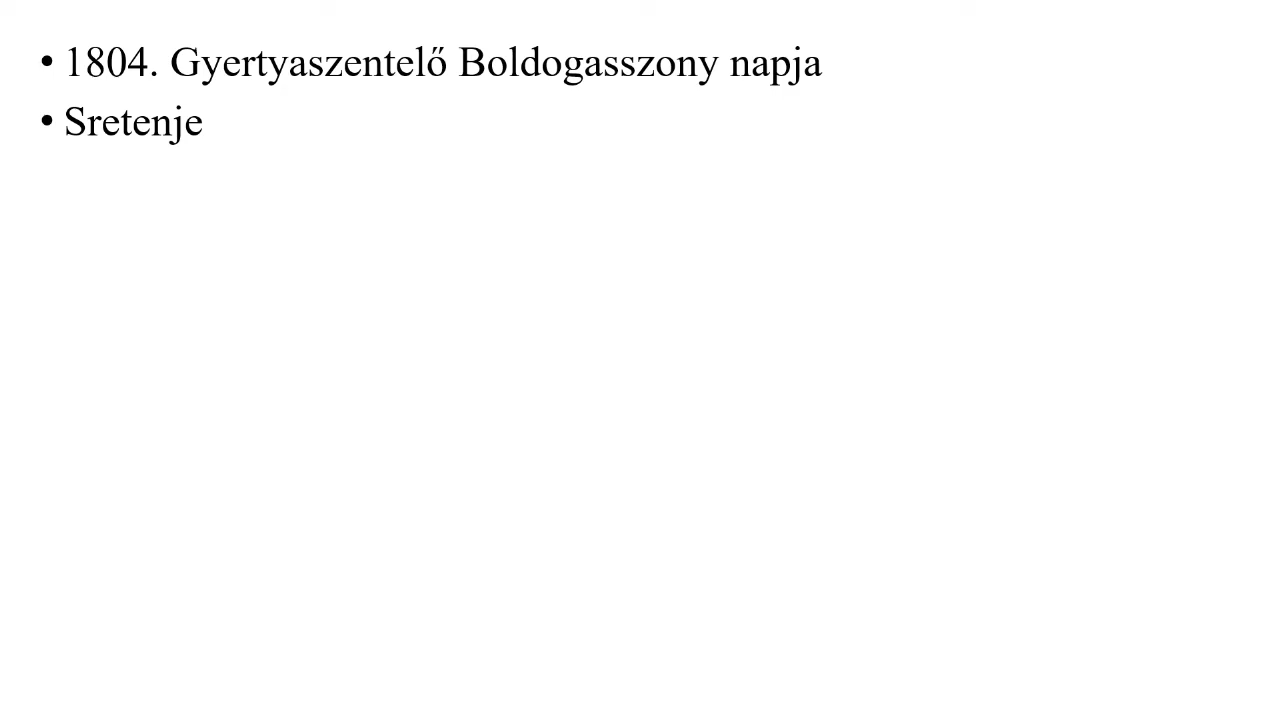 • 1804. Gyertyaszentelő Boldogasszony napja
• Sretenje